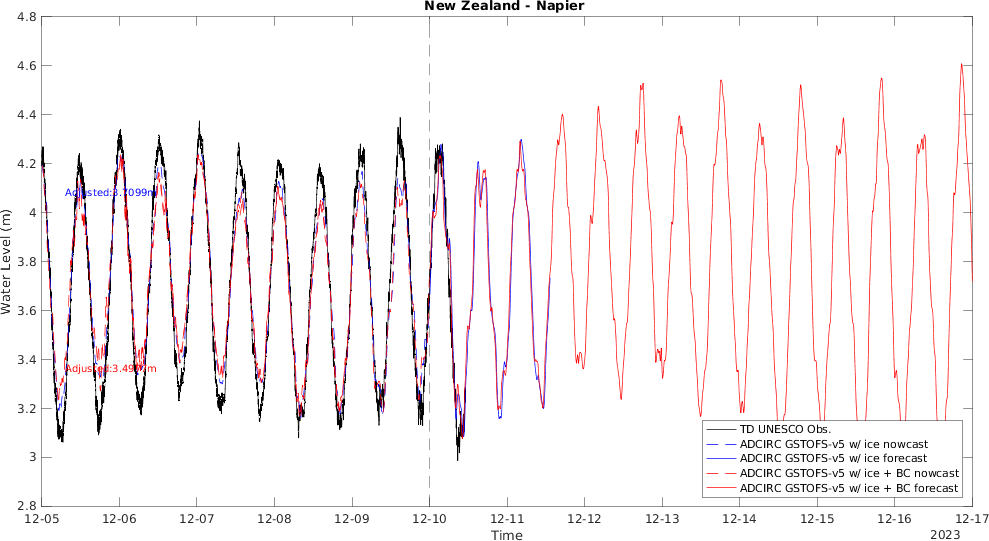 New Zealand - Napier
4.8
4.6
4.4
4.2
4
3.8
3.6
3.4
3.2
3
2.8
Water Level (m)
Adjusted:3.7099m
TD UNESCO Obs.
ADCIRC GSTOFS-v5 w/ ice nowcast
ADCIRC GSTOFS-v5 w/ ice forecast
ADCIRC GSTOFS-v5 w/ ice + BC nowcast
ADCIRC GSTOFS-v5 w/ ice + BC forecast
12-05 12-06 12-07 12-08 12-09 12-10 12-11 12-12 12-13 12-14 12-15 12-16 12-17
Time
2023